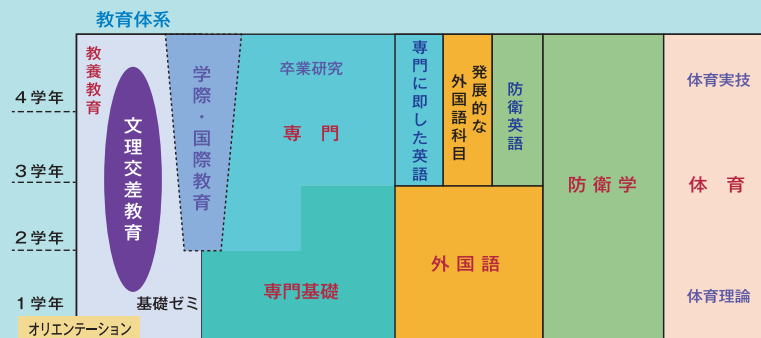 教育体系
教養教育
文理交差教育
学際・国際教育
卒業研究
専門
専門に即した英語
発展的な
外国語科目
防衛英語
防衛学
体育実技
体育
4学年
3学年
2学年
1学年
外国語
専門基礎
基礎ゼミ
体育理論
オリエンテーション